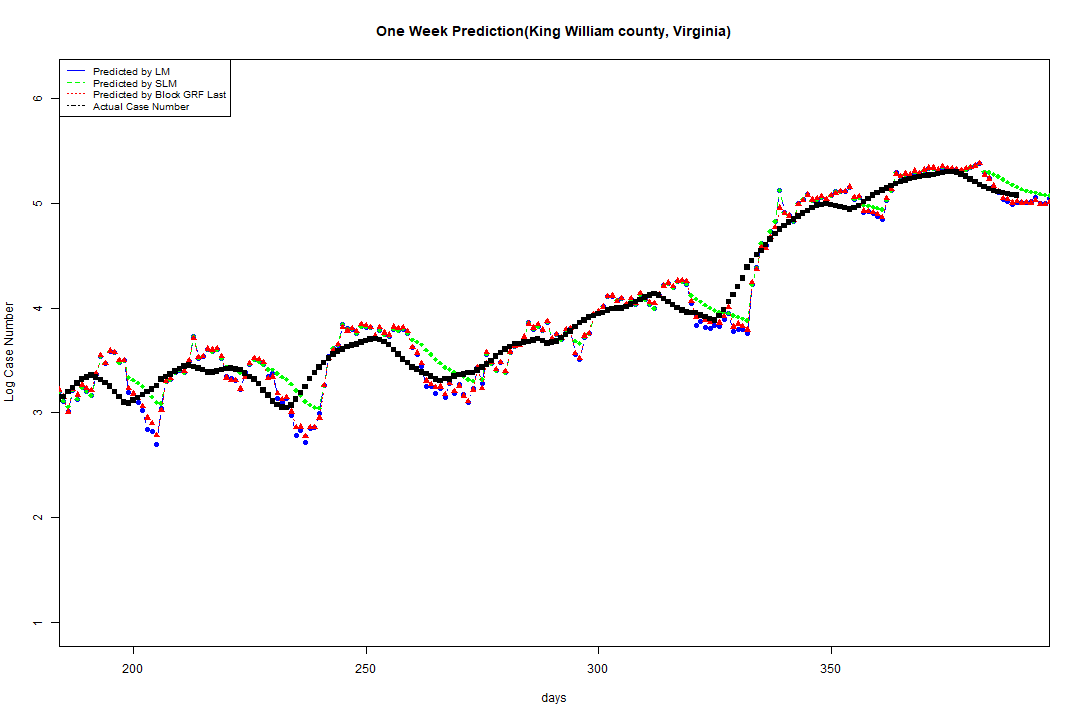 One Week Prediction(King William county, Virginia)
Predicted by LM
Predicted by SLM
Predicted by Block GRF Last
Actual Case Number
6
5
4
3
2
1
Log Case Number
200
250
300
350
days